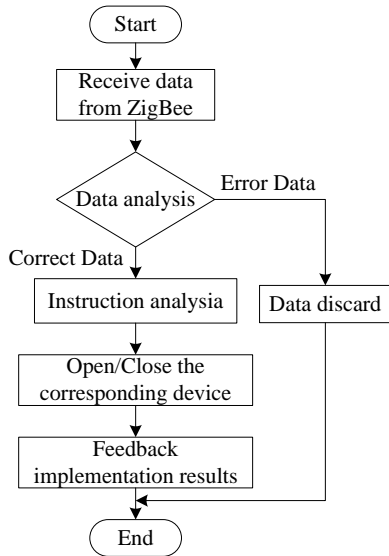 Start
Receive data
from ZigBee
Data analysis
Error Data
Correct Data
Instruction analysia
Data discard
Open/Close the
corresponding device
Feedback
implementation results
End